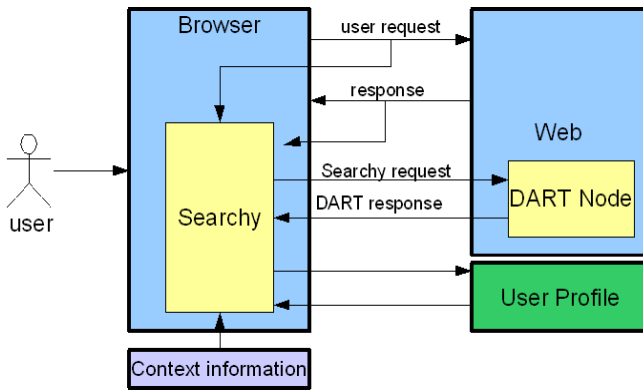 Browser
user request
response
Web
Searchy request
DART response
DART Node
Searchy
user
User Profile
Context information